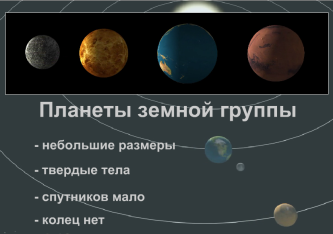 Планеты земной группы
- небольшие размеры
- твердые тела
- спутников мало
- колец нет